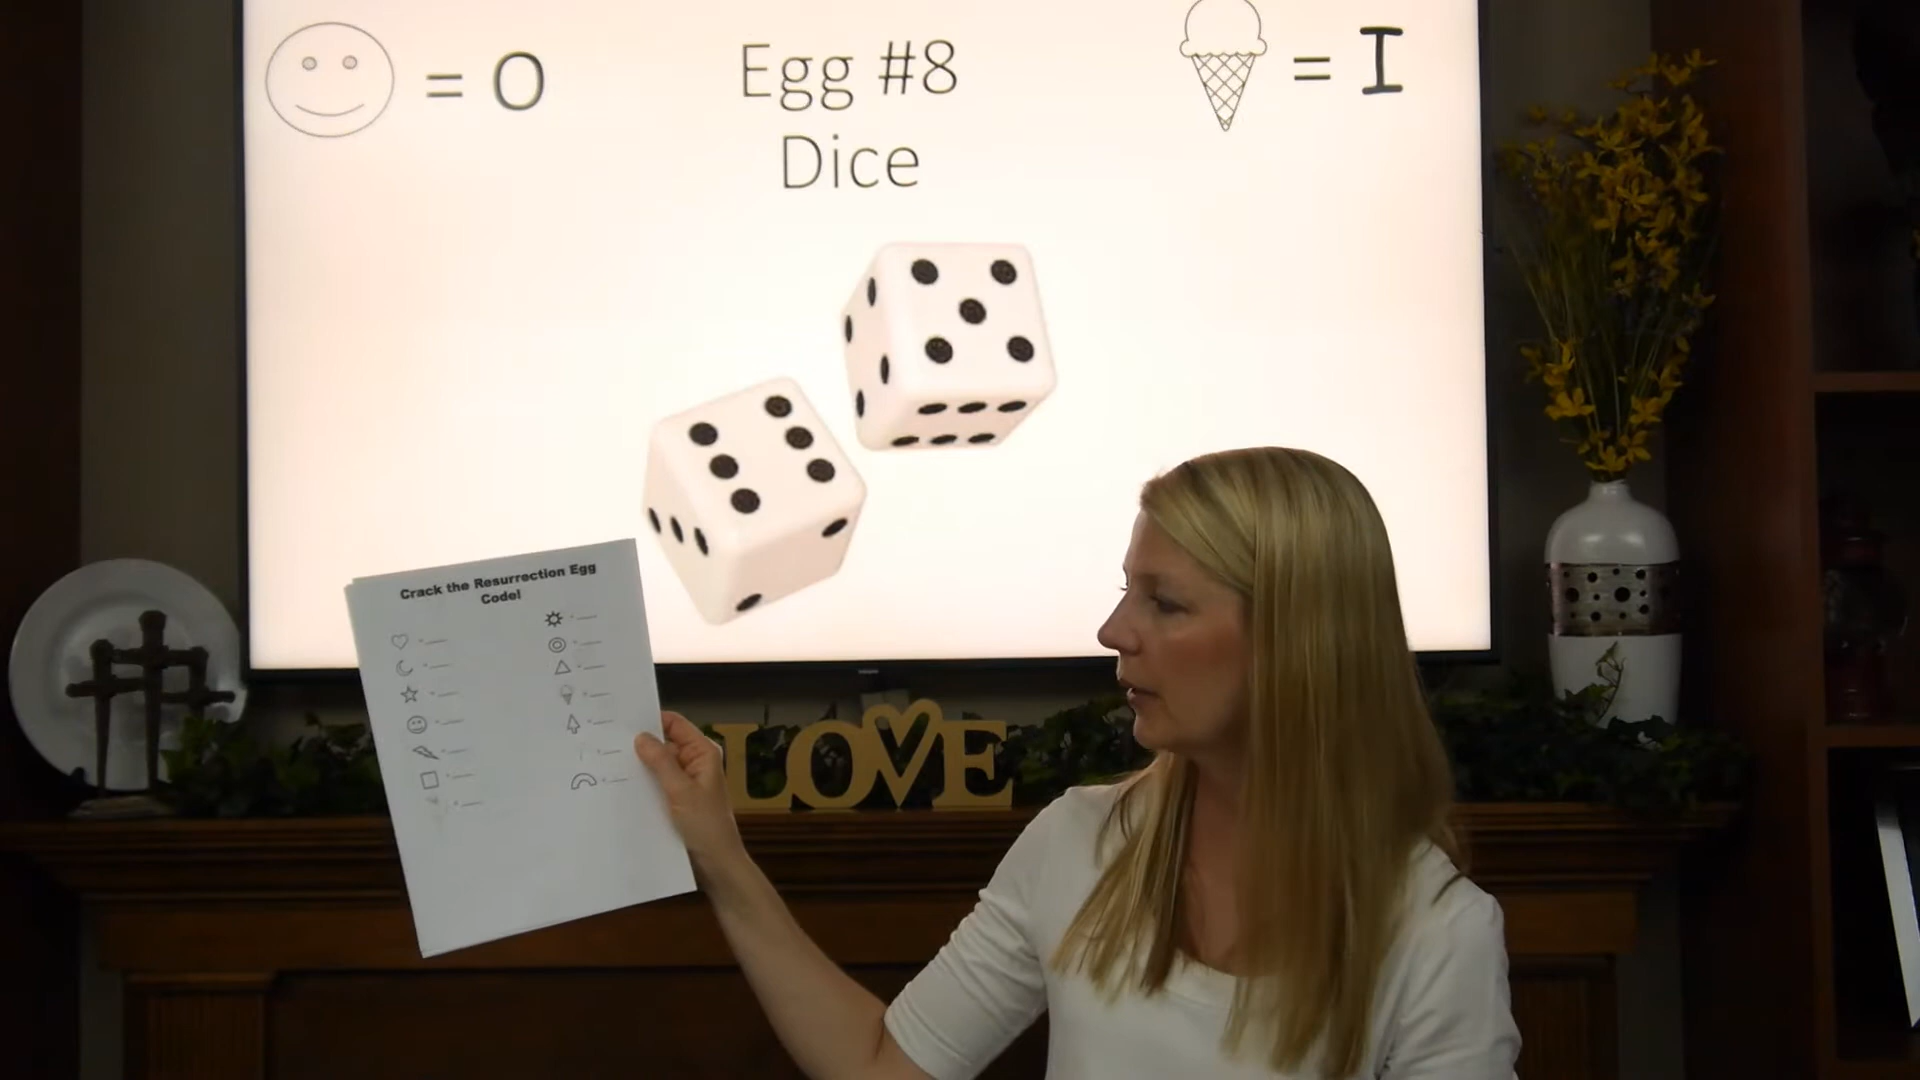 = O
Egg #8
Dice
= I
Crack the Resurrection Egg
Code!
LOVE